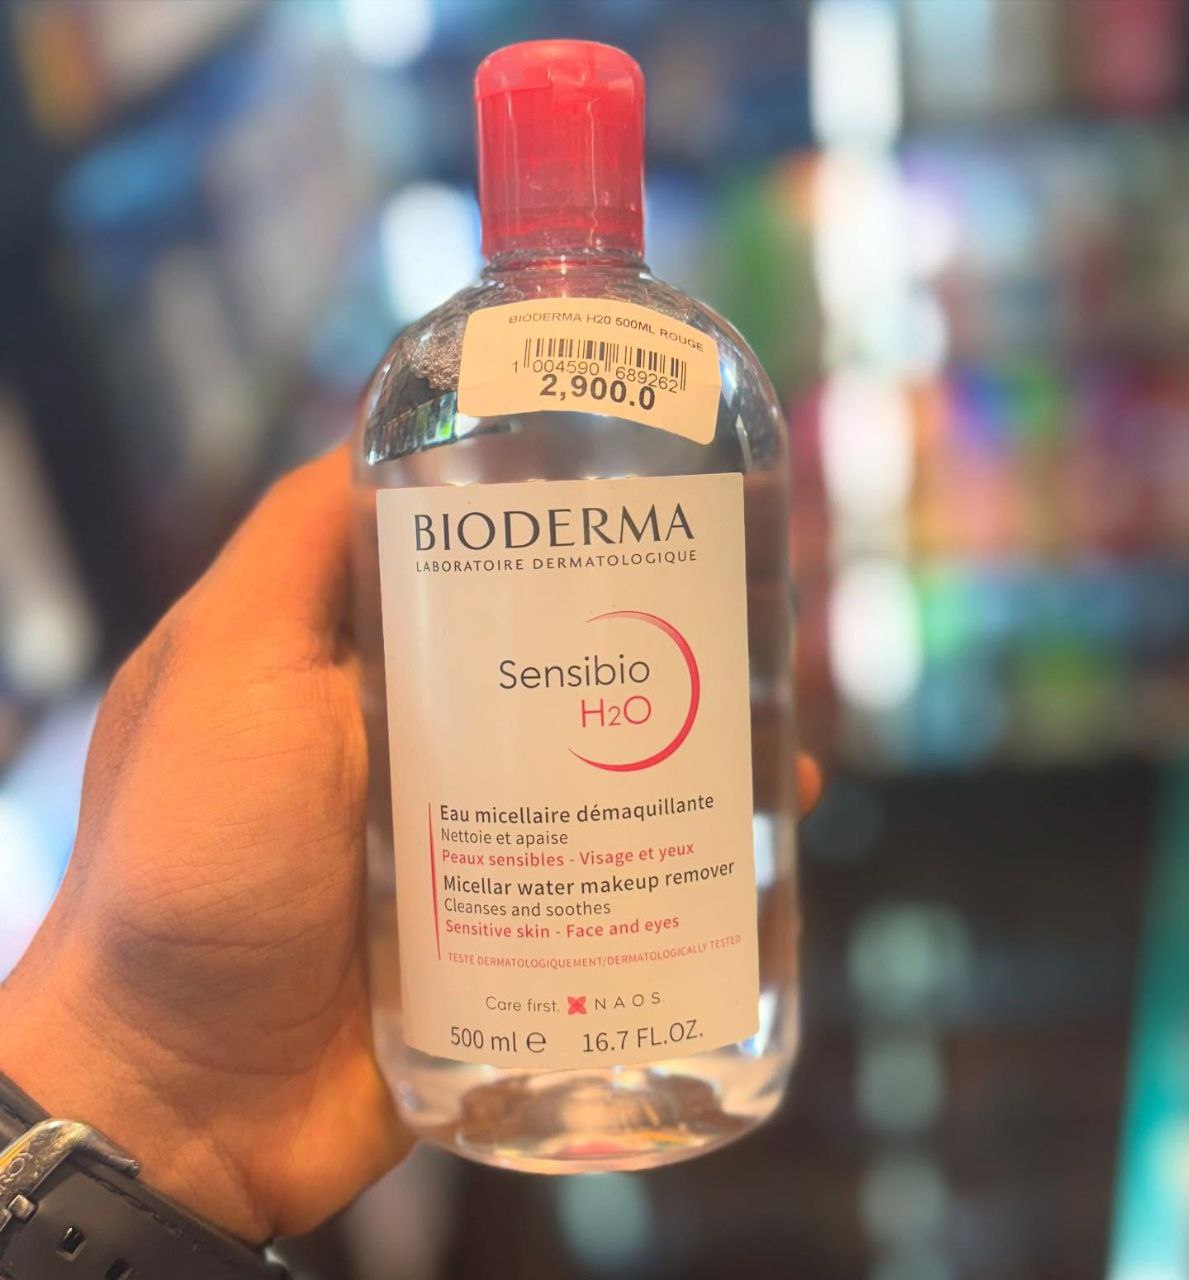 BIODERMA H20 500ML ROUGE
1 004590 689262
2,900.0
BIODERMA
LABORATOIRE DERMATOLOGIQUE
Sensibio
H2O
Eau micellaire démaquillante
Nettoie et apaise
Peaux sensibles - Visage et yeux
Micellar water makeup remover
Cleanses and soothes
Sensitive skin - Face and eyes
TESTÉ DERMATOLOGIQUEMENT/DERMATOLOGICALLY TESTED
Care first. NAOS
500 ml e 16.7 FL.OZ.